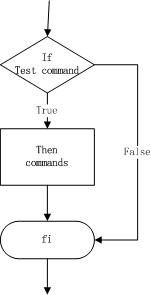 If
Test command
True
Then
commands
False
fi